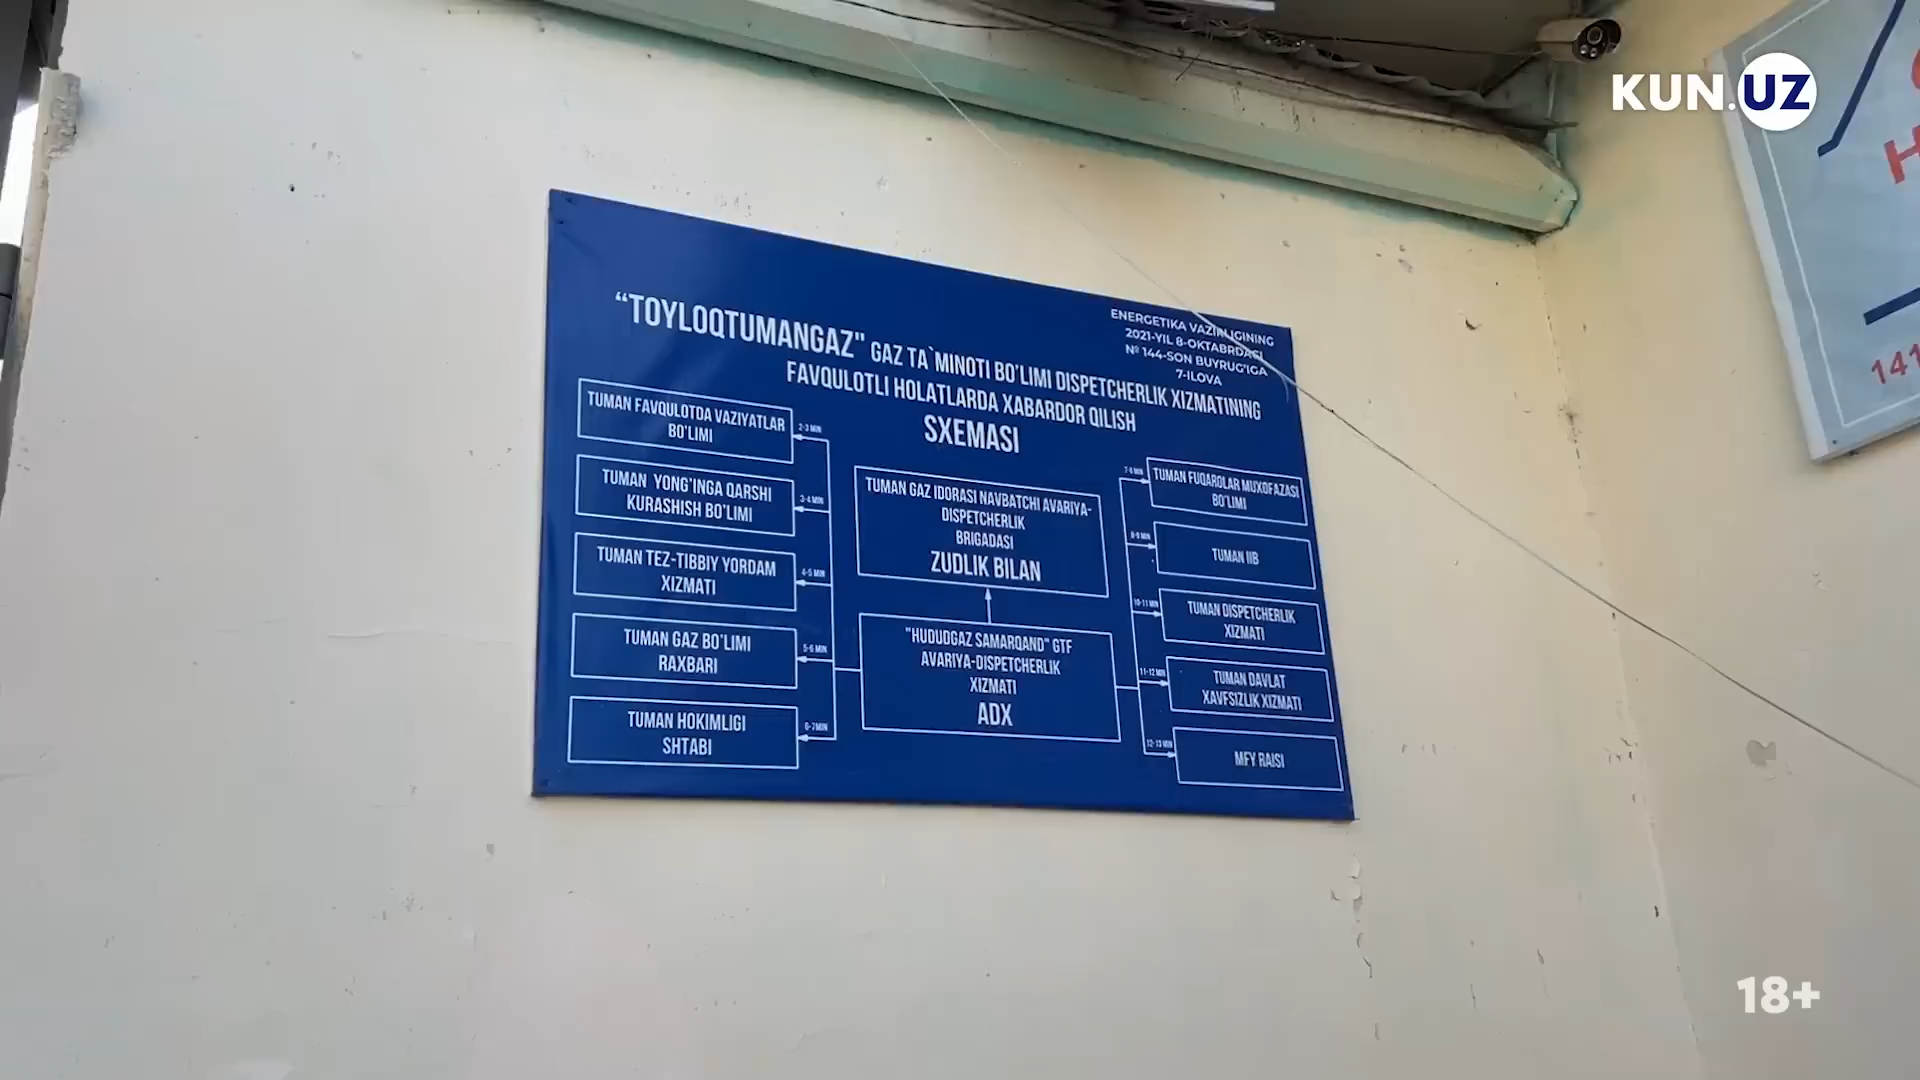 KUN.UZ
ENERGETIKA VAZIRLIGINING
2021-YIL 8-OKTABRDAGI
№ 144-SON BUYRUG'IGA
7-ILOVA
“TOYLOQTUMANGAZ" GAZ TA`MINOTI BO'LIMI DISPETCHERLIK XIZMATINING
FAVQULOTLI HOLATLARDA XABARDOR QILISH
SXEMASI
TUMAN FAVQULOTDA VAZIYATLAR
BO'LIMI
2-3 MIN
TUMAN YONG'INGA QARSHI
KURASHISH BO'LIMI
3-4 MIN
TUMAN TEZ-TIBBIY YORDAM
XIZMATI
4-5 MIN
TUMAN GAZ BO'LIMI
RAXBARI
5-6 MIN
TUMAN HOKIMLIGI
SHTABI
6-7 MIN
TUMAN GAZ IDORASI NAVBATCHI AVARIYA-
DISPETCHERLIK
BRIGADASI
ZUDLIK BILAN
"HUDUDGAZ SAMARQAND" GTF
AVARIYA-DISPETCHERLIK
XIZMATI
ADX
TUMAN FUQAROLAR MUXOFAZASI
BO'LIMI
8-9 MIN
TUMAN IIB
10-11 MIN
TUMAN DISPETCHERLIK
XIZMATI
11-12 MIN
TUMAN DAVLAT
XAVFSIZLIK XIZMATI
12-13 MIN
MFY RAISI
141
18+